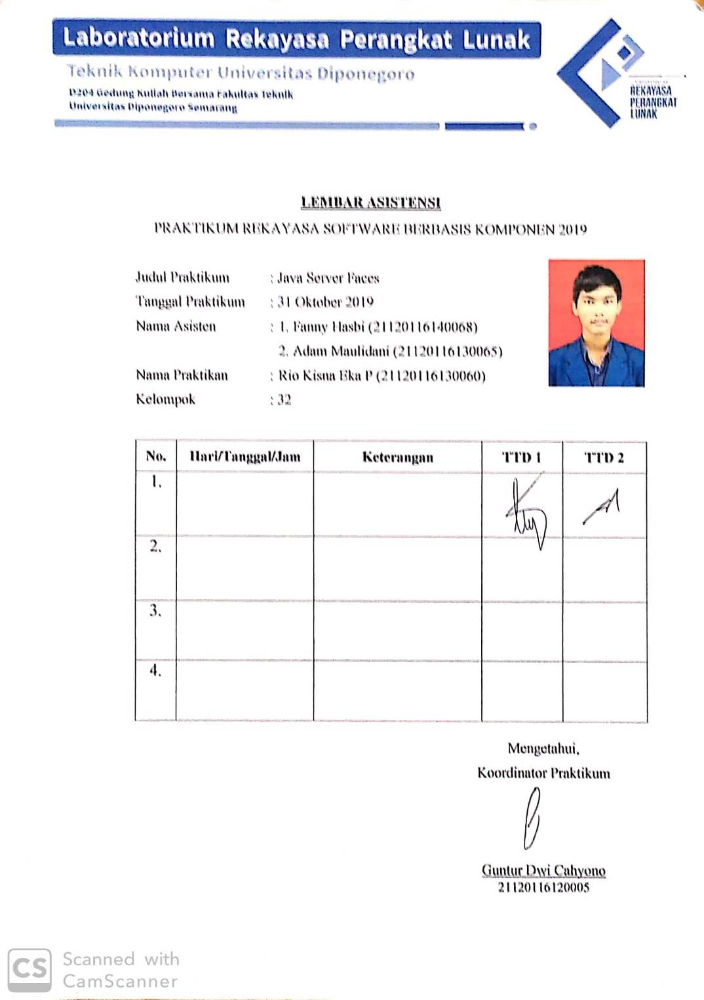 Laboratorium Rekayasa Perangkat Lunak
Teknik Komputer Universitas Diponegoro
D204 Gedung Kuliah Bersama Fakultas Teknik
Universitas Diponegoro Semarang
REKAYASA
PERANGKAT
LUNAK
LEMBAR ASISTENSI
PRAKTIKUM REKAYASA SOFTWARE BERBASIS KOMPONEN 2019
Judul Praktikum : Java Server Faces
Tanggal Praktikum : 31 Oktober 2019
Nama Asisten : 1. Fanny Hasbi (21120116140068)
2. Adam Maulidani (21120116130065)
Nama Praktikan : Rio Kisna Eka P (21120116130060)
Kelompok : 32
No. Hari/Tanggal/Jam Keterangan TTD 1 TTD 2
1.
2.
3.
4.
Mengetahui,
Koordinator Praktikum
Guntur Dwi Cahyono
21120116120005
CS Scanned with
CamScanner